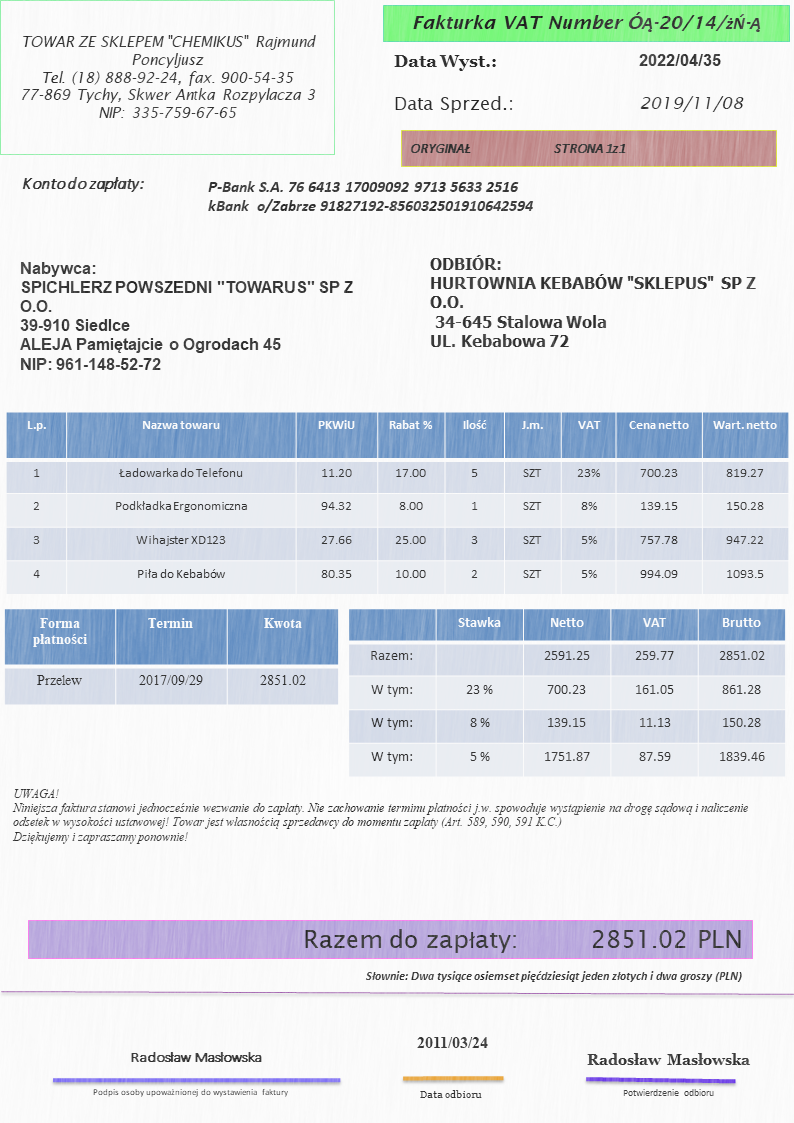 TOWAR ZE SKLEPEM "CHEMIKUS" Rajmund
Poncyljusz
Tel. (18) 888-92-24, fax. 900-54-35
77-869 Tychy, Skwer Antka Rozpylacza 3
NIP: 335-759-67-65
Fakturka VAT Number ÓĄ-20/14/żŃ-Ą
Data Wyst.: 2022/04/35
Data Sprzed.: 2019/11/08
ORYGINAŁ STRONA 1z1
Konto do zapłaty: P-Bank S.A. 76 6413 17009092 9713 5633 2516
kBank o/Zabrze 91827192-856032501910642594
Nabywca:
SPICHLERZ POWSZEDNI "TOWARUS" SP Z
O.O.
39-910 Siedlce
ALEJA Pamiętajcie o Ogrodach 45
NIP: 961-148-52-72
ODBIÓR:
HURTOWNIA KEBABÓW "SKLEPUS" SP Z
O.O.
34-645 Stalowa Wola
UL. Kebabowa 72
L.p. Nazwa towaru PKWiU Rabat % Ilość J.m. VAT Cena netto Wart. netto
1 Ładowarka do Telefonu 11.20 17.00 5 SZT 23% 700.23 819.27
2 Podkładka Ergonomiczna 94.32 8.00 1 SZT 8% 139.15 150.28
3 Wihajster XD123 27.66 25.00 3 SZT 5% 757.78 947.22
4 Piła do Kebabów 80.35 10.00 2 SZT 5% 994.09 1093.5
Forma
płatności Termin Kwota
Przelew 2017/09/29 2851.02
Stawka Netto VAT Brutto
Razem: 2591.25 259.77 2851.02
W tym: 23 % 700.23 161.05 861.28
W tym: 8 % 139.15 11.13 150.28
W tym: 5 % 1751.87 87.59 1839.46
UWAGA!
Niniejsza faktura stanowi jednocześnie wezwanie do zapłaty. Nie zachowanie terminu płatności j.w. spowoduje wystąpienie na drogę sądową i naliczenie
odsetek w wysokości ustawowej! Towar jest własnością sprzedawcy do momentu zapłaty (Art. 589, 590, 591 K.C.)
Dziękujemy i zapraszamy ponownie!
Razem do zapłaty: 2851.02 PLN
Słownie: Dwa tysiące osiemset pięćdziesiąt jeden złotych i dwa groszy (PLN)
Radosław Masłowska
Podpis osoby upoważnionej do wystawienia faktury
2011/03/24
Data odbioru
Radosław Masłowska
Potwierdzenie odbioru